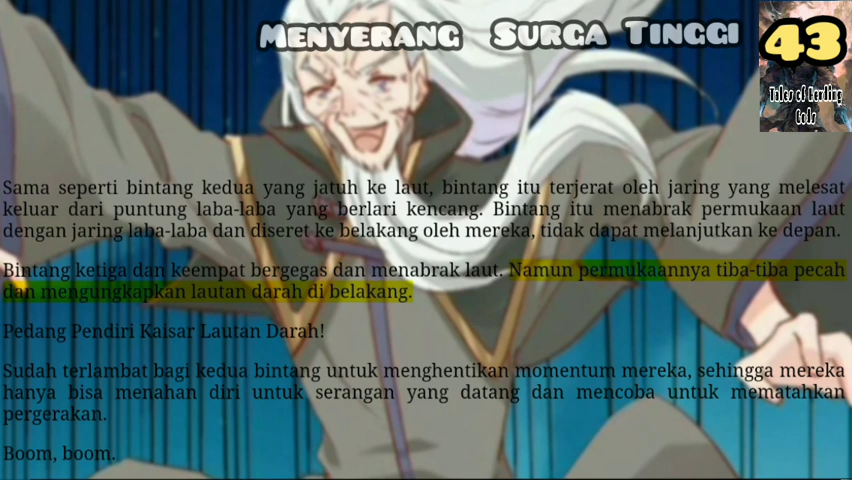 Menyerang Surga Tinggi
43
Tales of Herding Gods
Sama seperti bintang kedua yang jatuh ke laut, bintang itu terjerat oleh jaring yang melesat
keluar dari puntung laba-laba yang berlari kencang. Bintang itu menabrak permukaan laut
dengan jaring laba-laba dan diseret ke belakang oleh mereka, tidak dapat melanjutkan ke depan.
Bintang ketiga dan keempat bergegas dan menabrak laut. Namun permukaannya tiba-tiba pecah
dan mengungkapkan lautan darah di belakang.
Pedang Pendiri Kaisar Lautan Darah!
Sudah terlambat bagi kedua bintang untuk menghentikan momentum mereka, sehingga mereka
hanya bisa menahan diri untuk serangan yang datang dan mencoba untuk mematahkan
pergerakan.
Boom, boom.